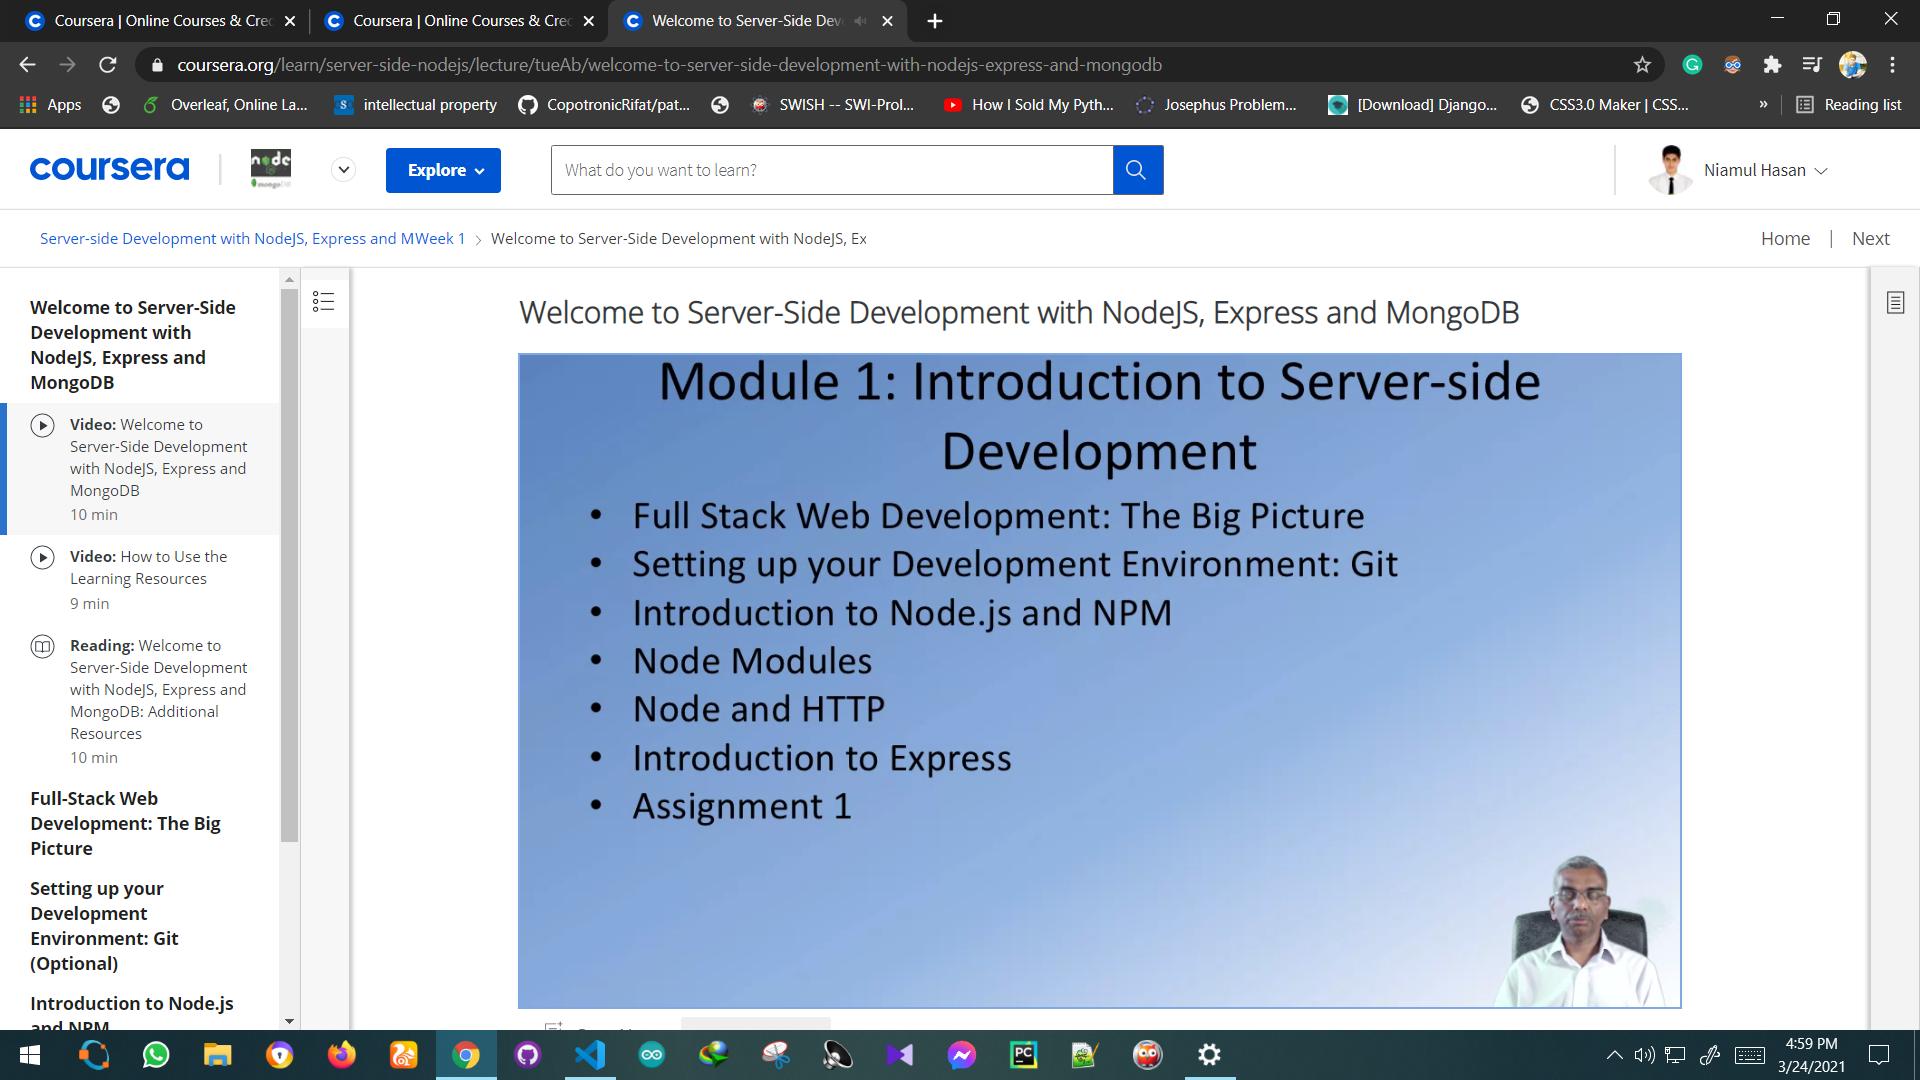 Coursera | Online Courses & Cre
Coursera | Online Courses & Cre
Welcome to Server-Side Dev
coursera.org/learn/server-side-nodejs/lecture/tueAb/welcome-to-server-side-development-with-nodejs-express-and-mongodb
Apps
Overleaf, Online La...
intellectual property
CopotronicRifat/pat...
SWISH -- SWI-Prol...
How I Sold My Pyth...
Josephus Problem...
[Download] Django...
CSS3.0 Maker | CSS...
»
Reading list
coursera
node
mongoDB
Explore
What do you want to learn?
Niamul Hasan
Server-side Development with NodeJS, Express and MWeek 1 > Welcome to Server-Side Development with NodeJS, Ex
Home | Next
Welcome to Server-Side
Development with
NodeJS, Express and
MongoDB
Video: Welcome to
Server-Side Development
with NodeJS, Express and
MongoDB
10 min
Video: How to Use the
Learning Resources
9 min
Reading: Welcome to
Server-Side Development
with NodeJS, Express and
MongoDB: Additional
Resources
10 min
Full-Stack Web
Development: The Big
Picture
Setting up your
Development
Environment: Git
(Optional)
Introduction to Node.js
and NPM
Welcome to Server-Side Development with NodeJS, Express and MongoDB
Module 1: Introduction to Server-side
Development
• Full Stack Web Development: The Big Picture
• Setting up your Development Environment: Git
• Introduction to Node.js and NPM
• Node Modules
• Node and HTTP
• Introduction to Express
• Assignment 1
PC
4:59 PM
3/24/2021